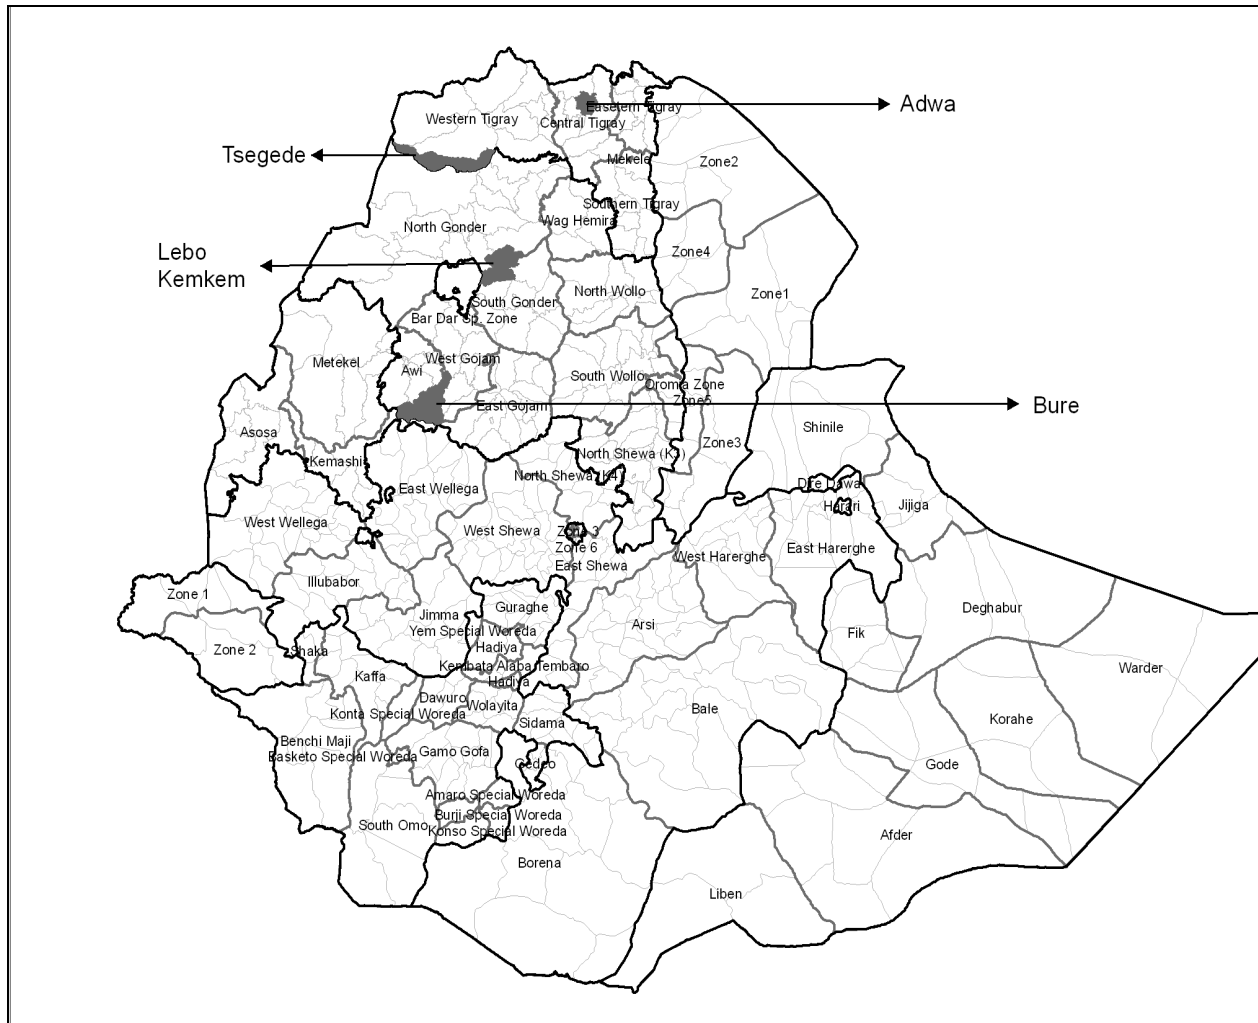 Adwa
Easetern Tigray
Western Tigray
Central Tigray
Tsegede
Mekele
Zone2
Southern Tigray
Wag Hemira
North Gonder
Lebo
Kemkem
Zone4
North Wollo
Zone1
South Gonder
Bar Dar Sp. Zone
West Gojam
Metekel
Awi
South Wollo
Oromia Zone
Zone5
East Gojam
Bure
Shinile
Asosa
Zone3
North Shewa (K3)
Kemashi
North Shewa (K4)
East Wellega
Dire Dawa
Harari
Jijiga
West Wellega
West Shewa
Zone 3
Zone 6
East Shewa
West Harerghe
East Harerghe
Illubabor
Zone 1
Guraghe
Deghabur
Jimma
Arsi
Yem Special Woreda
Fik
Hadiya
Zone 2
Shaka
Kembata Alaba Tembaro
Warder
Kaffa
Hadiya
Dawuro
Wolayita
Konta Special Woreda
Bale
Korahe
Sidama
Benchi Maji
Gamo Gofa
Basketo Special Woreda
Gedeo
Gode
Amaro Special Woreda
Burji Special Woreda
South Omo
Konso Special Woreda
Afder
Borena
Liben